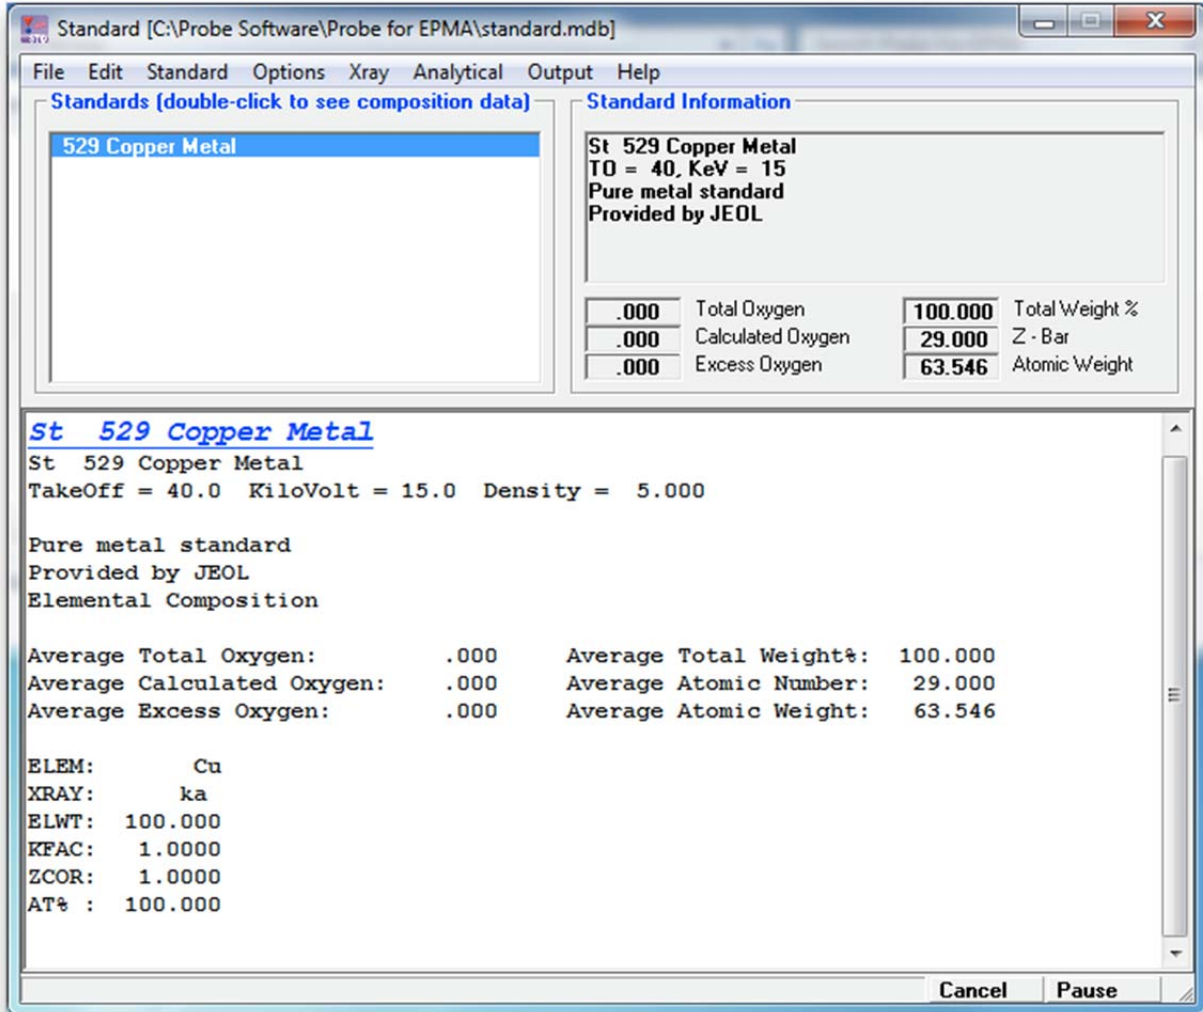 Standard [C:\Probe Software\Probe for EPMA\standard.mdb]
File Edit Standard Options Xray Analytical Output Help
Standards (double-click to see composition data)
529 Copper Metal
Standard Information
St 529 Copper Metal
TO = 40, KeV = 15
Pure metal standard
Provided by JEOL
.000 Total Oxygen 100.000 Total Weight %
.000 Calculated Oxygen 29.000 Z - Bar
.000 Excess Oxygen 63.546 Atomic Weight
St 529 Copper Metal
St 529 Copper Metal
TakeOff = 40.0 KiloVolt = 15.0 Density = 5.000
Pure metal standard
Provided by JEOL
Elemental Composition
Average Total Oxygen: .000 Average Total Weight%: 100.000
Average Calculated Oxygen: .000 Average Atomic Number: 29.000
Average Excess Oxygen: .000 Average Atomic Weight: 63.546
ELEM: Cu
XRAY: ka
ELWT: 100.000
KFAC: 1.0000
ZCOR: 1.0000
AT% : 100.000
Cancel Pause